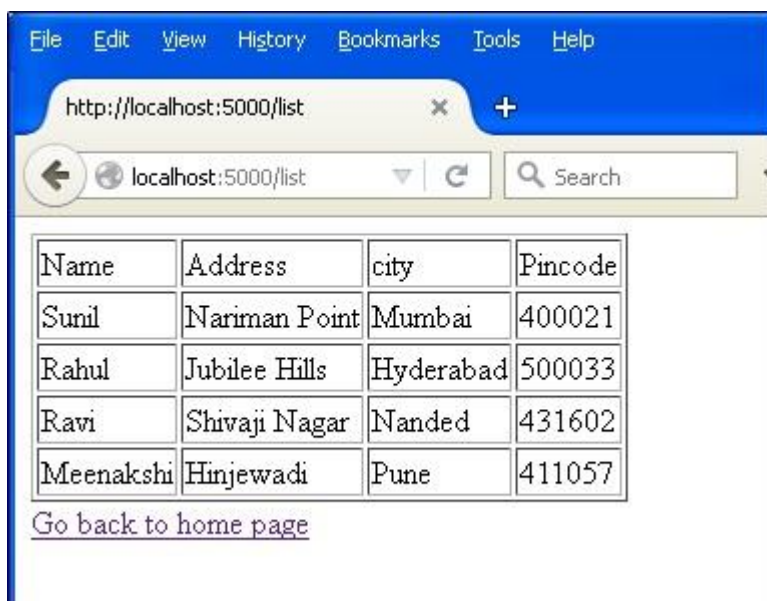 File Edit View History Bookmarks Tools Help
http://localhost:5000/list
localhost:5000/list Search
Name Address city Pincode
Sunil Nariman Point Mumbai 400021
Rahul Jubilee Hills Hyderabad 500033
Ravi Shivaji Nagar Nanded 431602
Meenakshi Hinjewadi Pune 411057
Go back to home page